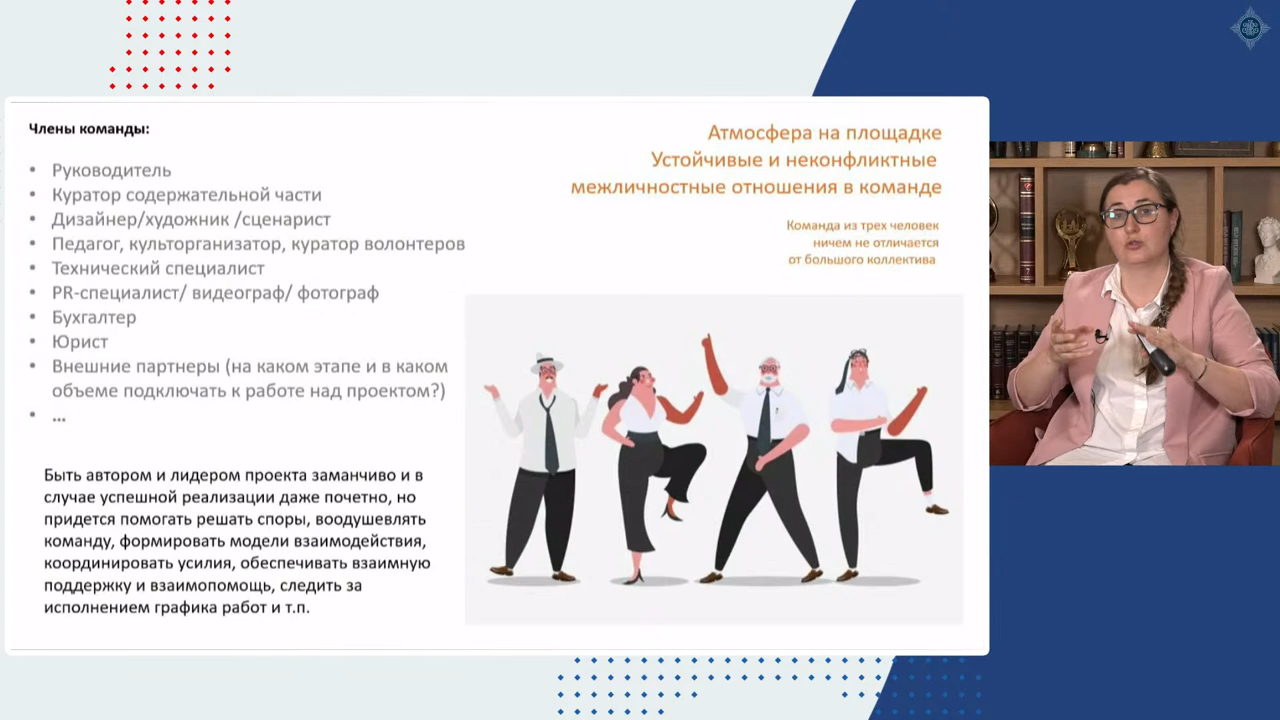 Члены команды:
• Руководитель
• Куратор содержательной части
• Дизайнер/художник /сценарист
• Педагог, культорганизатор, куратор волонтеров
• Технический специалист
• PR-специалист/ видеограф/ фотограф
• Бухгалтер
• Юрист
• Внешние партнеры (на каком этапе и в каком
объеме подключать к работе над проектом?)
• ...
Быть автором и лидером проекта заманчиво и в
случае успешной реализации даже почетно, но
придется помогать решать споры, воодушевлять
команду, формировать модели взаимодействия,
координировать усилия, обеспечивать взаимную
поддержку и взаимопомощь, следить за
исполнением графика работ и т.п.
Атмосфера на площадке
Устойчивые и неконфликтные
межличностные отношения в команде
Команда из трех человек
ничем не отличается
от большого коллектива